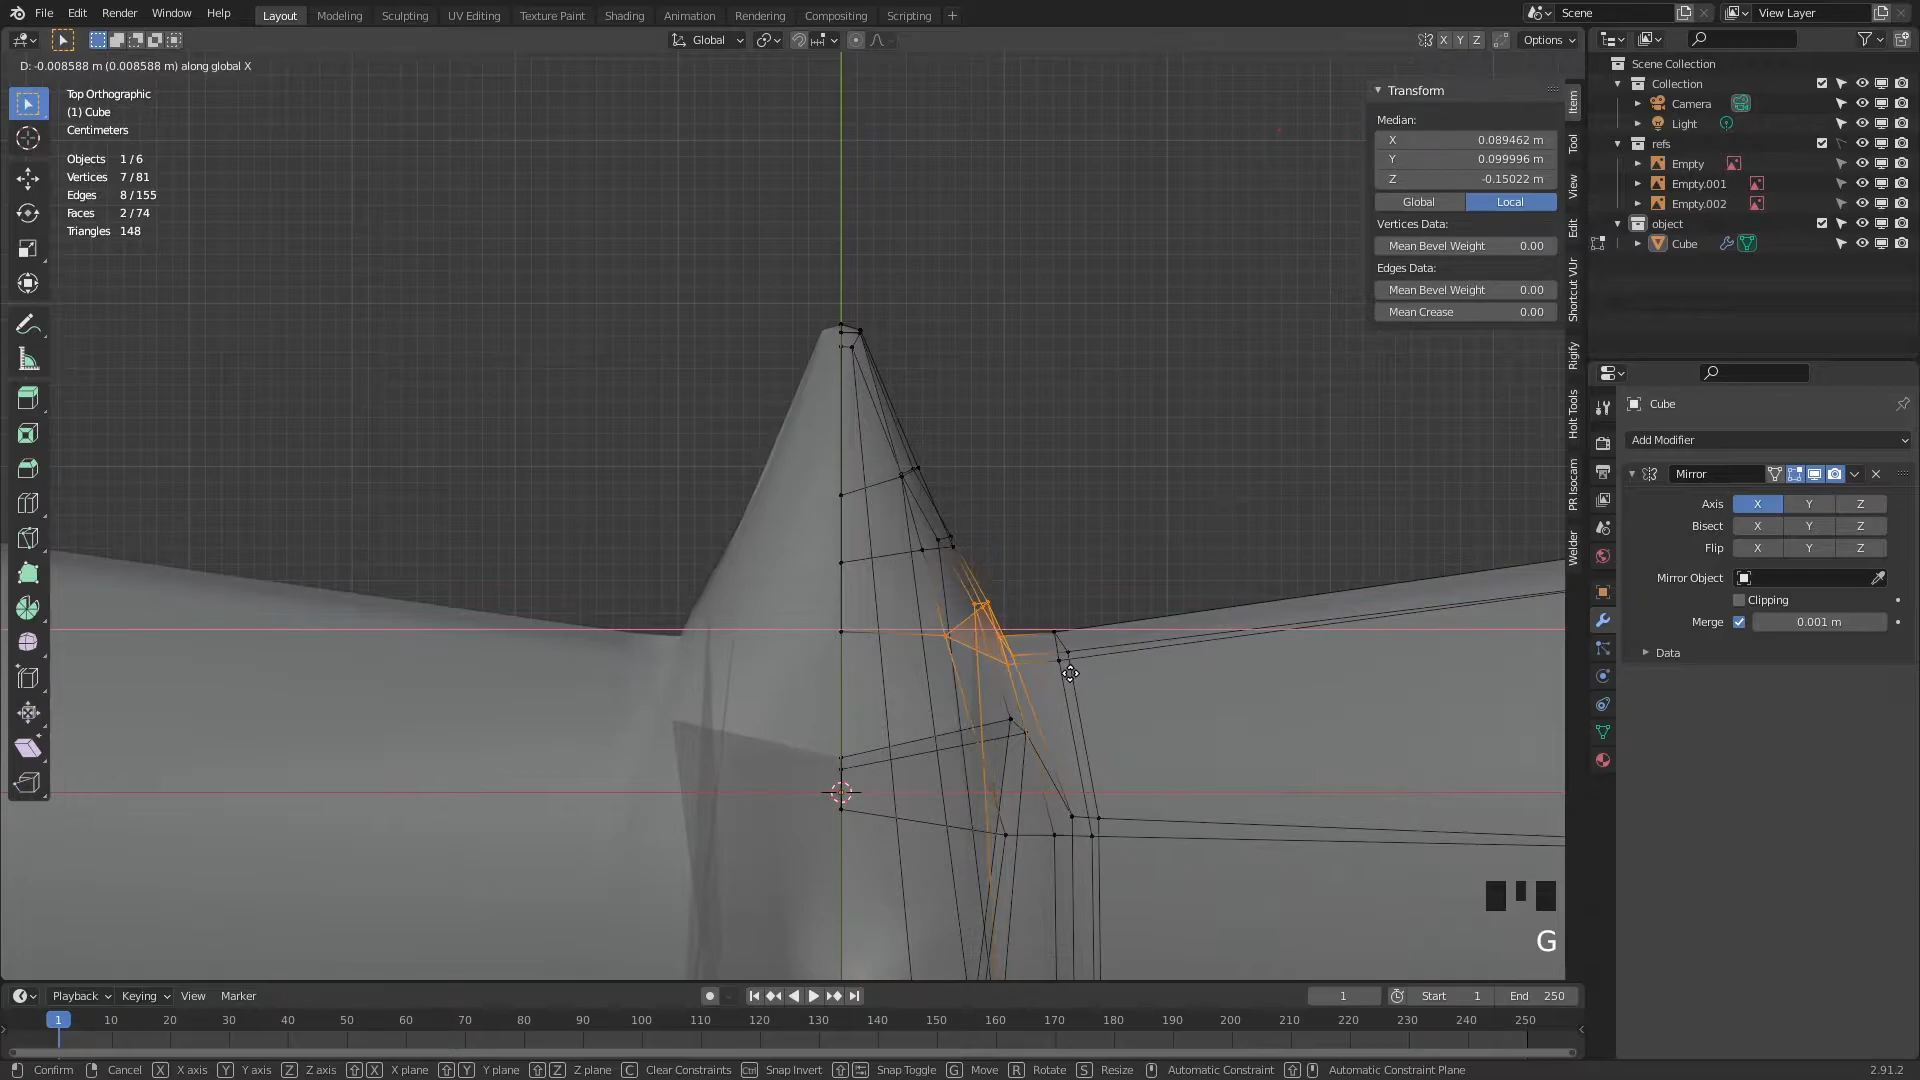 File Edit Render Window Help Layout Modeling Sculpting UV Editing Texture Paint Shading Animation Rendering Compositing Scripting + Scene View Layer
Global X Y Z Options
D: -0.008588 m (0.008588 m) along global X
Top Orthographic
(1) Cube
Centimeters
Objects 1 / 6
Vertices 7 / 81
Edges 8 / 155
Faces 2 / 74
Triangles 148
Transform
Median:
X 0.089462 m
Y 0.099996 m
Z -0.15022 m
Global Local
Vertices Data:
Mean Bevel Weight 0.00
Edges Data:
Mean Bevel Weight 0.00
Mean Crease 0.00
Item
Tool
View
Edit
Shortcut VUr
Rigify
Holt Tools
PR Isocam
Welder
Scene Collection
Collection
Camera
Light
refs
Empty
Empty.001
Empty.002
object
Cube
Cube
Add Modifier
Mirror
Axis X Y Z
Bisect X Y Z
Flip X Y Z
Mirror Object
Clipping
Merge 0.001 m
Data
G
Playback Keying View Marker 1 Start 1 End 250
1 10 20 30 40 50 60 70 80 90 100 110 120 130 140 150 160 170 180 190 200 210 220 230 240 250
Confirm Cancel X X axis Y Y axis Z Z axis X X plane Y Y plane Z Z plane C Clear Constraints Ctrl Snap Invert Snap Toggle G Move R Rotate S Resize Automatic Constraint Automatic Constraint Plane 2.91.2